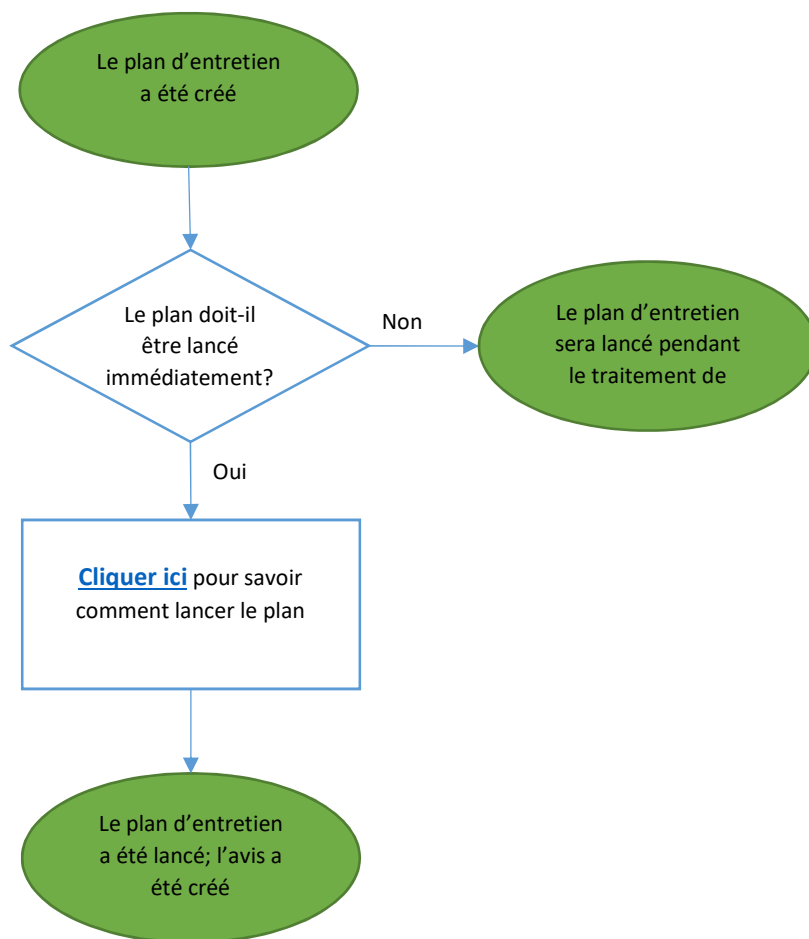 Le plan d’entretien
a été créé
Le plan doit-il
être lancé
immédiatement?
Non
Le plan d’entretien
sera lancé pendant
le traitement de
Oui
Cliquer ici pour savoir
comment lancer le plan
Le plan d’entretien
a été lancé; l’avis a
été créé